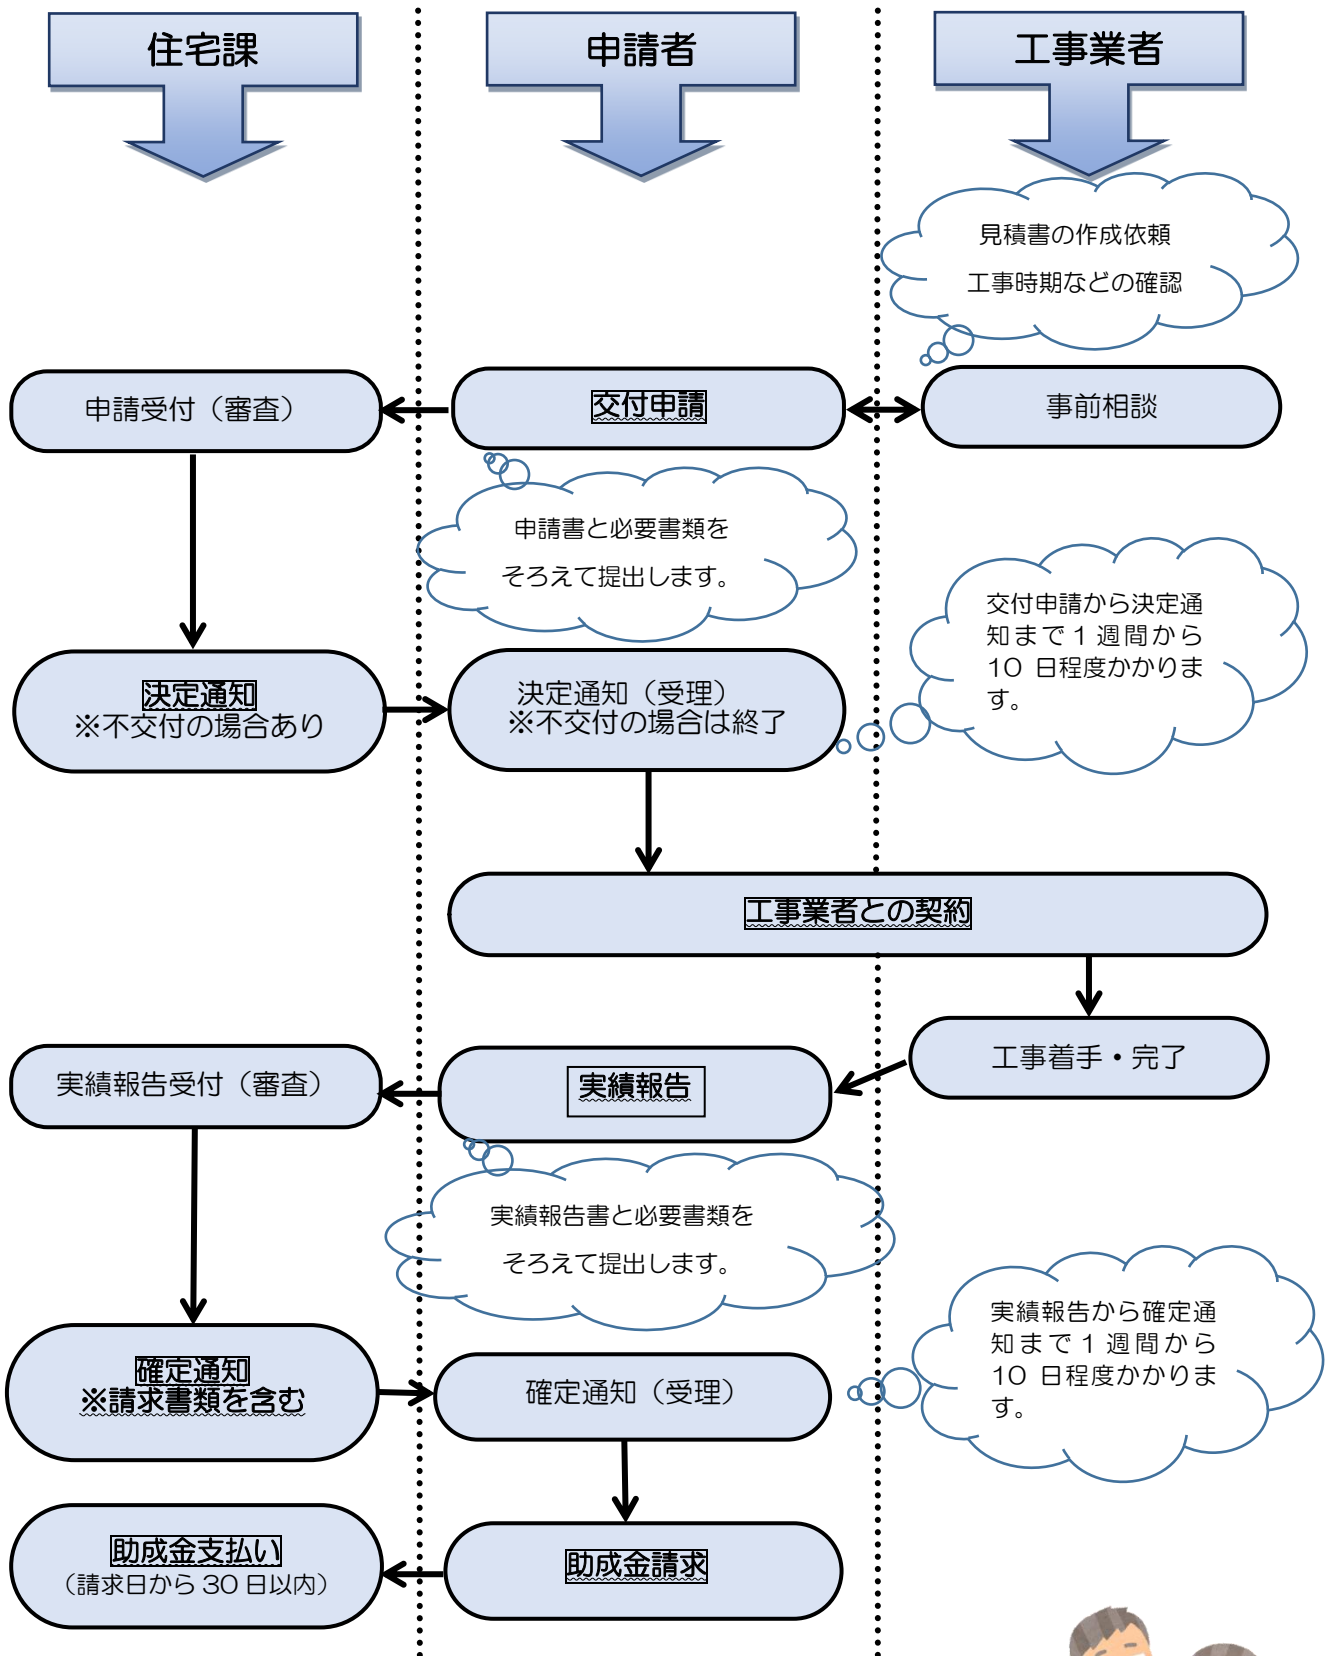 住宅課
申請者
工事業者
見積書の作成依頼
工事時期などの確認
申請受付（審査）
交付申請
事前相談
申請書と必要書類を
そろえて提出します。
交付申請から決定通
知まで１週間から
10 日程度かかりま
す。
決定通知
※不交付の場合あり
決定通知（受理）
※不交付の場合は終了
工事業者との契約
工事着手・完了
実績報告受付（審査）
実績報告
実績報告書と必要書類を
そろえて提出します。
実績報告から確定通
知まで１週間から
10 日程度かかりま
す。
確定通知
※請求書類を含む
確定通知（受理）
助成金支払い
（請求日から 30 日以内）
助成金請求